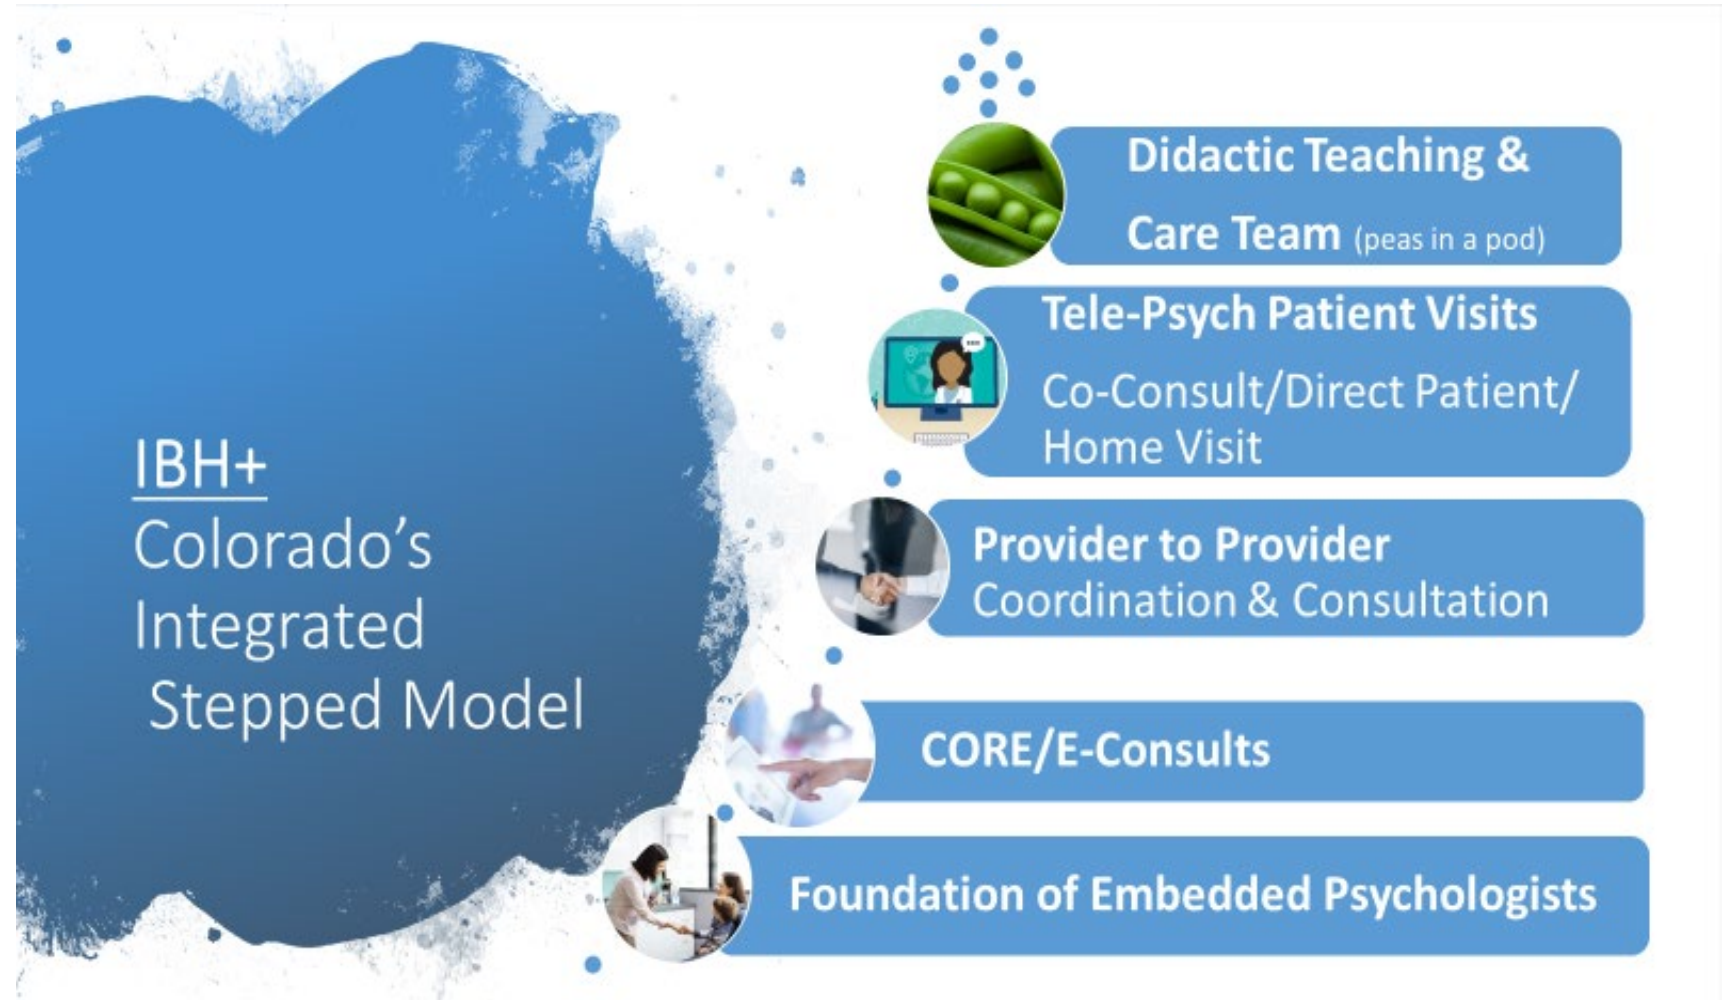 IBH+
Colorado’s
Integrated
Stepped Model
Didactic Teaching &
Care Team (peas in a pod)
Tele-Psych Patient Visits
Co-Consult/Direct Patient/
Home Visit
Provider to Provider
Coordination & Consultation
CORE/E-Consults
Foundation of Embedded Psychologists